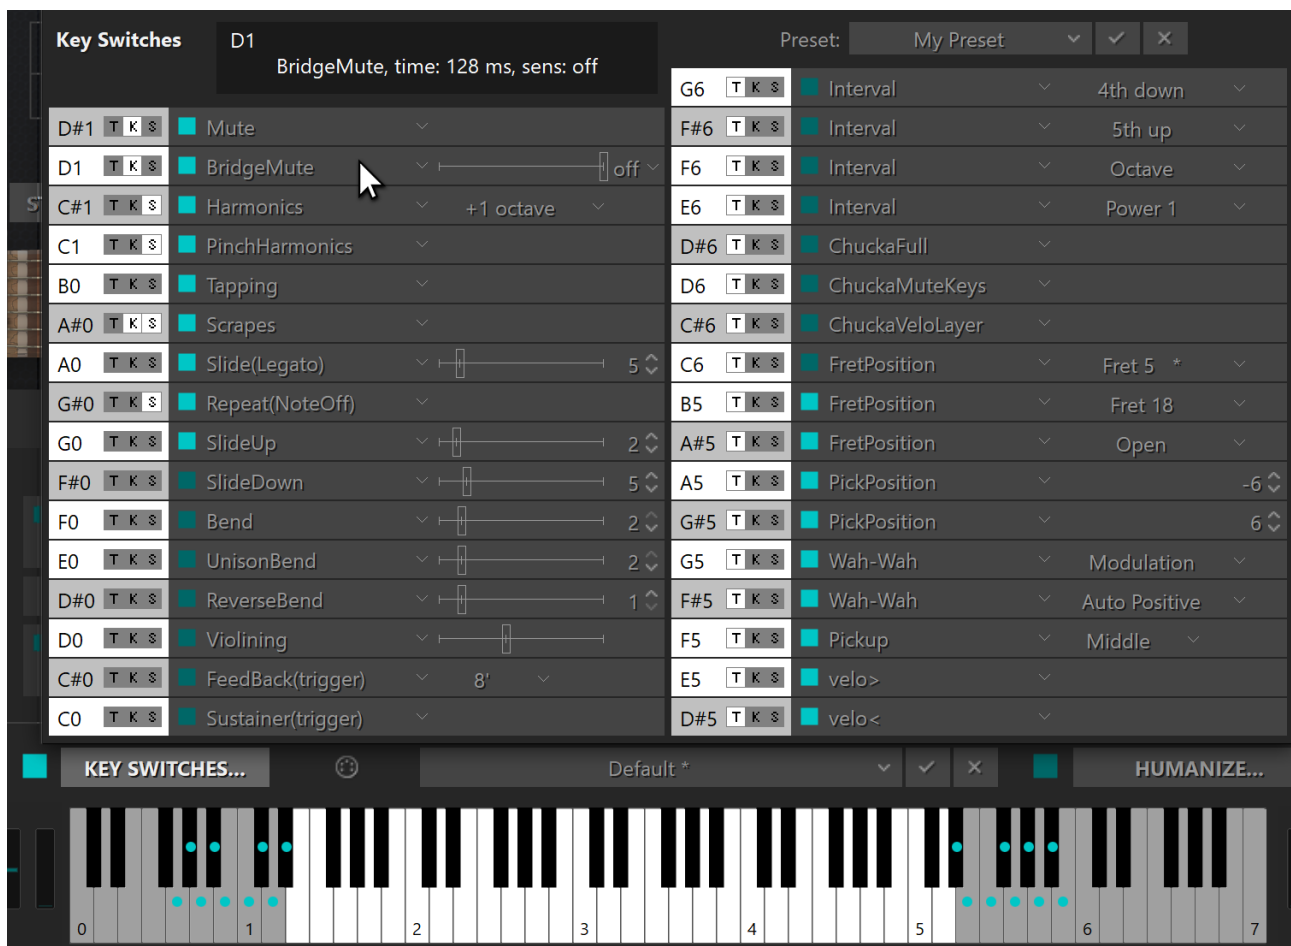 Key Switches
D1
BridgeMute, time: 128 ms, sens: off
Preset: My Preset
D#1 T K S Mute
D1 T K S BridgeMute off
C#1 T K S Harmonics +1 octave
C1 T K S PinchHarmonics
B0 T K S Tapping
A#0 T K S Scrapes
A0 T K S Slide(Legato) 5
G#0 T K S Repeat(NoteOff)
G0 T K S SlideUp 2
F#0 T K S SlideDown 5
F0 T K S Bend 2
E0 T K S UnisonBend 2
D#0 T K S ReverseBend 1
D0 T K S Violining
C#0 T K S FeedBack(trigger) 8'
C0 T K S Sustainer(trigger)
G6 T K S Interval 4th down
F#6 T K S Interval 5th up
F6 T K S Interval Octave
E6 T K S Interval Power 1
D#6 T K S ChuckaFull
D6 T K S ChuckaMuteKeys
C#6 T K S ChuckaVeloLayer
C6 T K S FretPosition Fret 5 *
B5 T K S FretPosition Fret 18
A#5 T K S FretPosition Open
A5 T K S PickPosition -6
G#5 T K S PickPosition 6
G5 T K S Wah-Wah Modulation
F#5 T K S Wah-Wah Auto Positive
F5 T K S Pickup Middle
E5 T K S velo>
D#5 T K S velo<
KEY SWITCHES... Default * HUMANIZE...
0 1 2 3 4 5 6 7